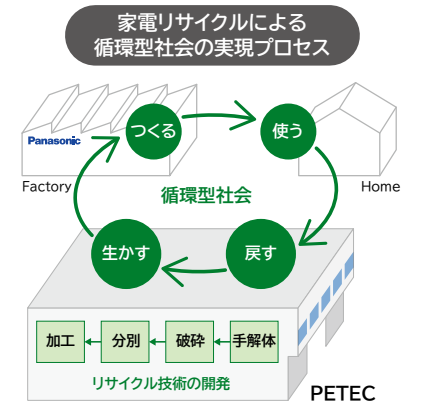 家電リサイクルによる
循環型社会の実現プロセス
つくる
使う
Panasonic
Factory
Home
循環型社会
生かす
戻す
加工
分別
破砕
手解体
リサイクル技術の開発
PETEC